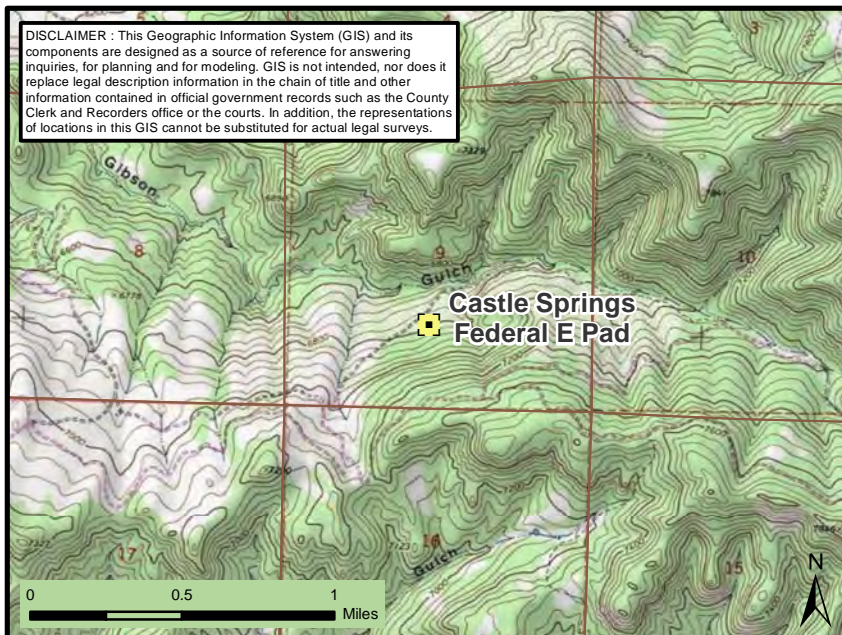 DISCLAIMER : This Geographic Information System (GIS) and its
components are designed as a source of reference for answering
inquiries, for planning and for modeling. GIS is not intended, nor does it
replace legal description information in the chain of title and other
information contained in official government records such as the County
Clerk and Recorders office or the courts. In addition, the representations
of locations in this GIS cannot be substituted for actual legal surveys.
3
Gibson
8
9
10
Gulch
Castle Springs
Federal E Pad
17
16
15
Gulch
N
0 0.5 1
Miles